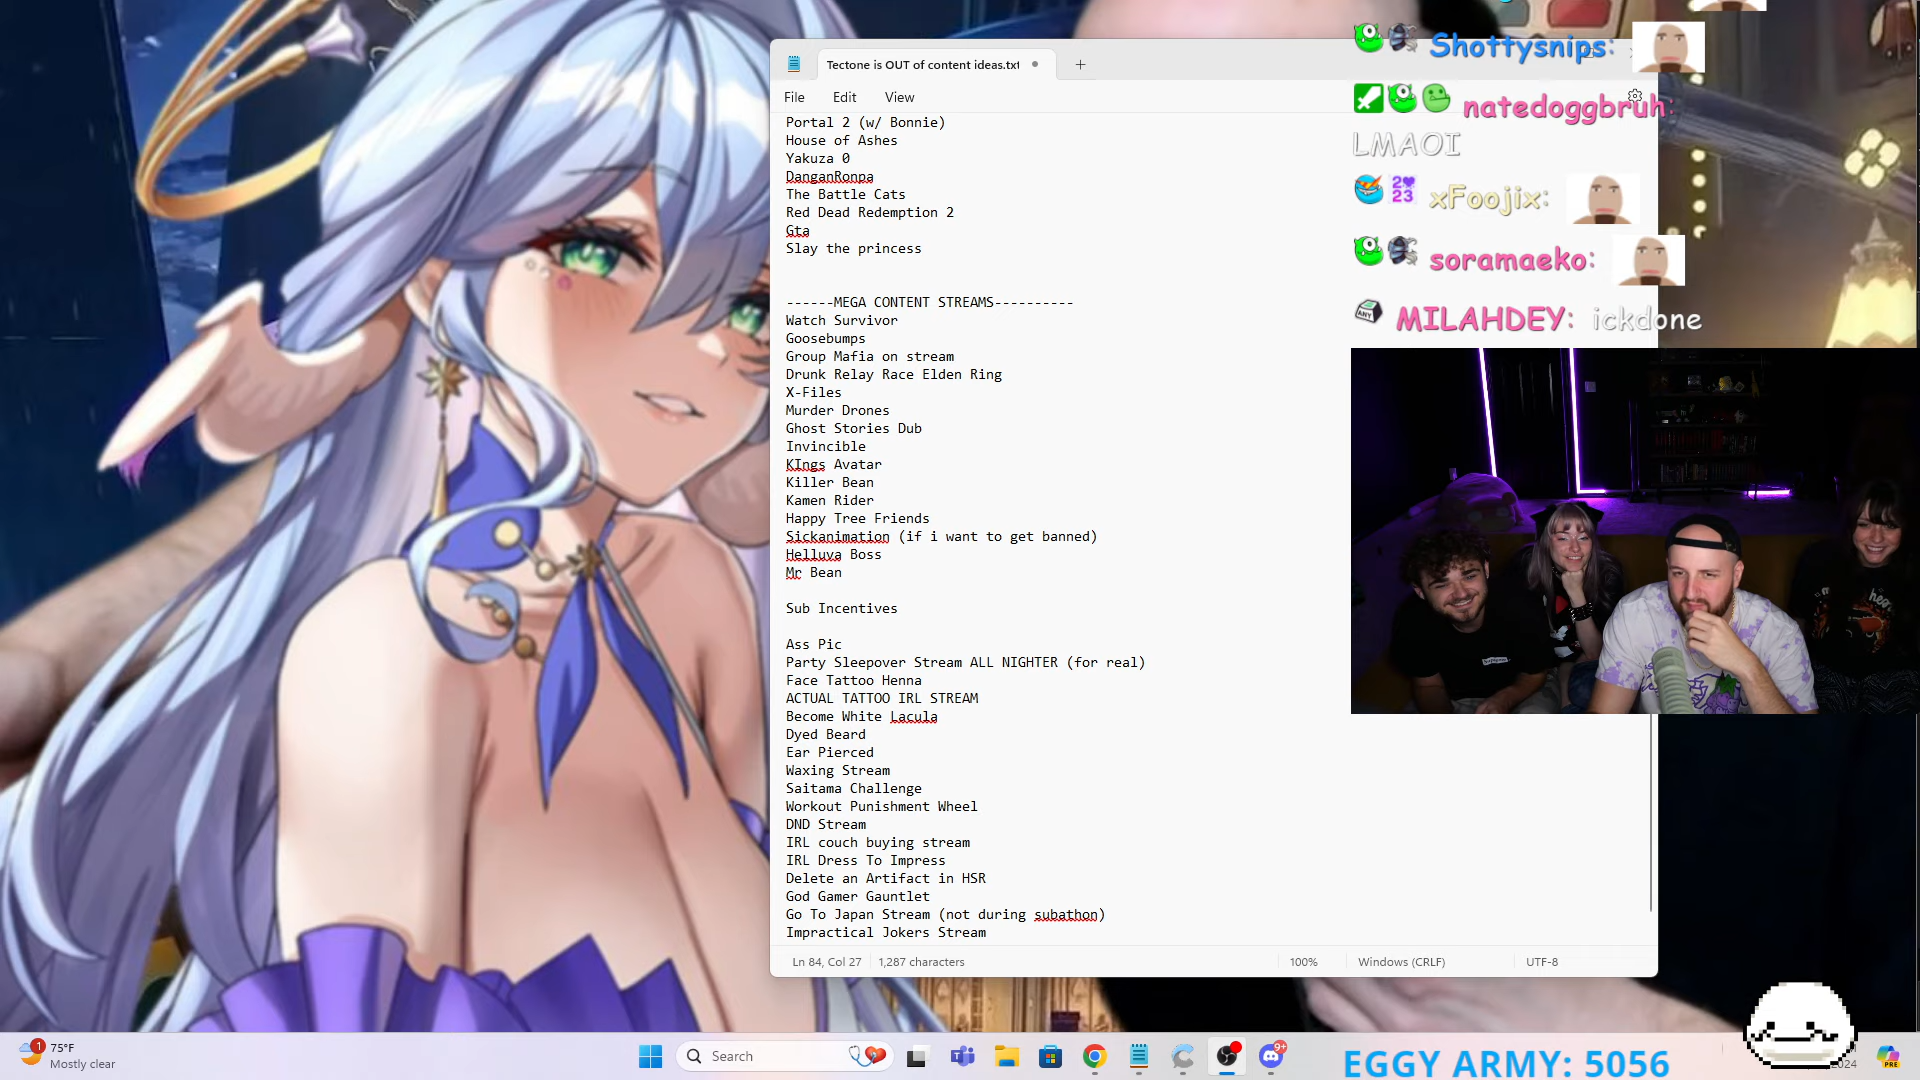 Tectone is OUT of content ideas.txt
File Edit View
Portal 2 (w/ Bonnie)
House of Ashes
Yakuza 0
DanganRonpa
The Battle Cats
Red Dead Redemption 2
Gta
Slay the princess
------MEGA CONTENT STREAMS----------
Watch Survivor
Goosebumps
Group Mafia on stream
Drunk Relay Race Elden Ring
X-Files
Murder Drones
Ghost Stories Dub
Invincible
KIngs Avatar
Killer Bean
Kamen Rider
Happy Tree Friends
Sickanimation (if i want to get banned)
Helluva Boss
Mr Bean
Sub Incentives
Ass Pic
Party Sleepover Stream ALL NIGHTER (for real)
Face Tattoo Henna
ACTUAL TATTOO IRL STREAM
Become White Lacula
Dyed Beard
Ear Pierced
Waxing Stream
Saitama Challenge
Workout Punishment Wheel
DND Stream
IRL couch buying stream
IRL Dress To Impress
Delete an Artifact in HSR
God Gamer Gauntlet
Go To Japan Stream (not during subathon)
Impractical Jokers Stream
Ln 84, Col 27 1,287 characters 100% Windows (CRLF) UTF-8
Shottysnips:
natedoggbruh:
LMAOI
2 23 xFoojix:
soramaeko:
ANY MILAHDEY: ickdone
1 75°F
Mostly clear
Search
9+
EGGY ARMY: 5056
2024
PRE